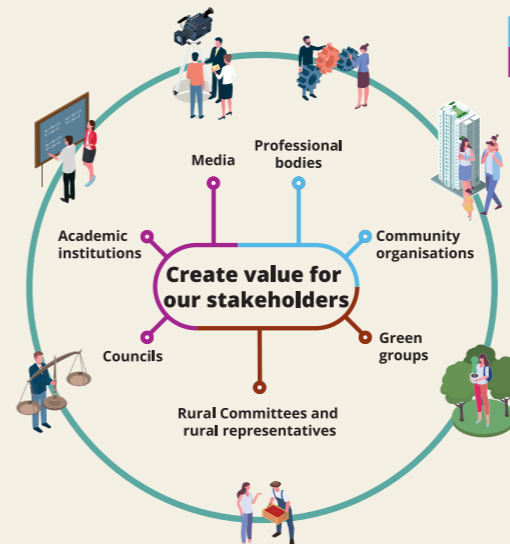 Media
Professional
bodies
Academic
institutions
Community
organisations
Create value for
our stakeholders
Councils
Green
groups
Rural Committees and
rural representatives